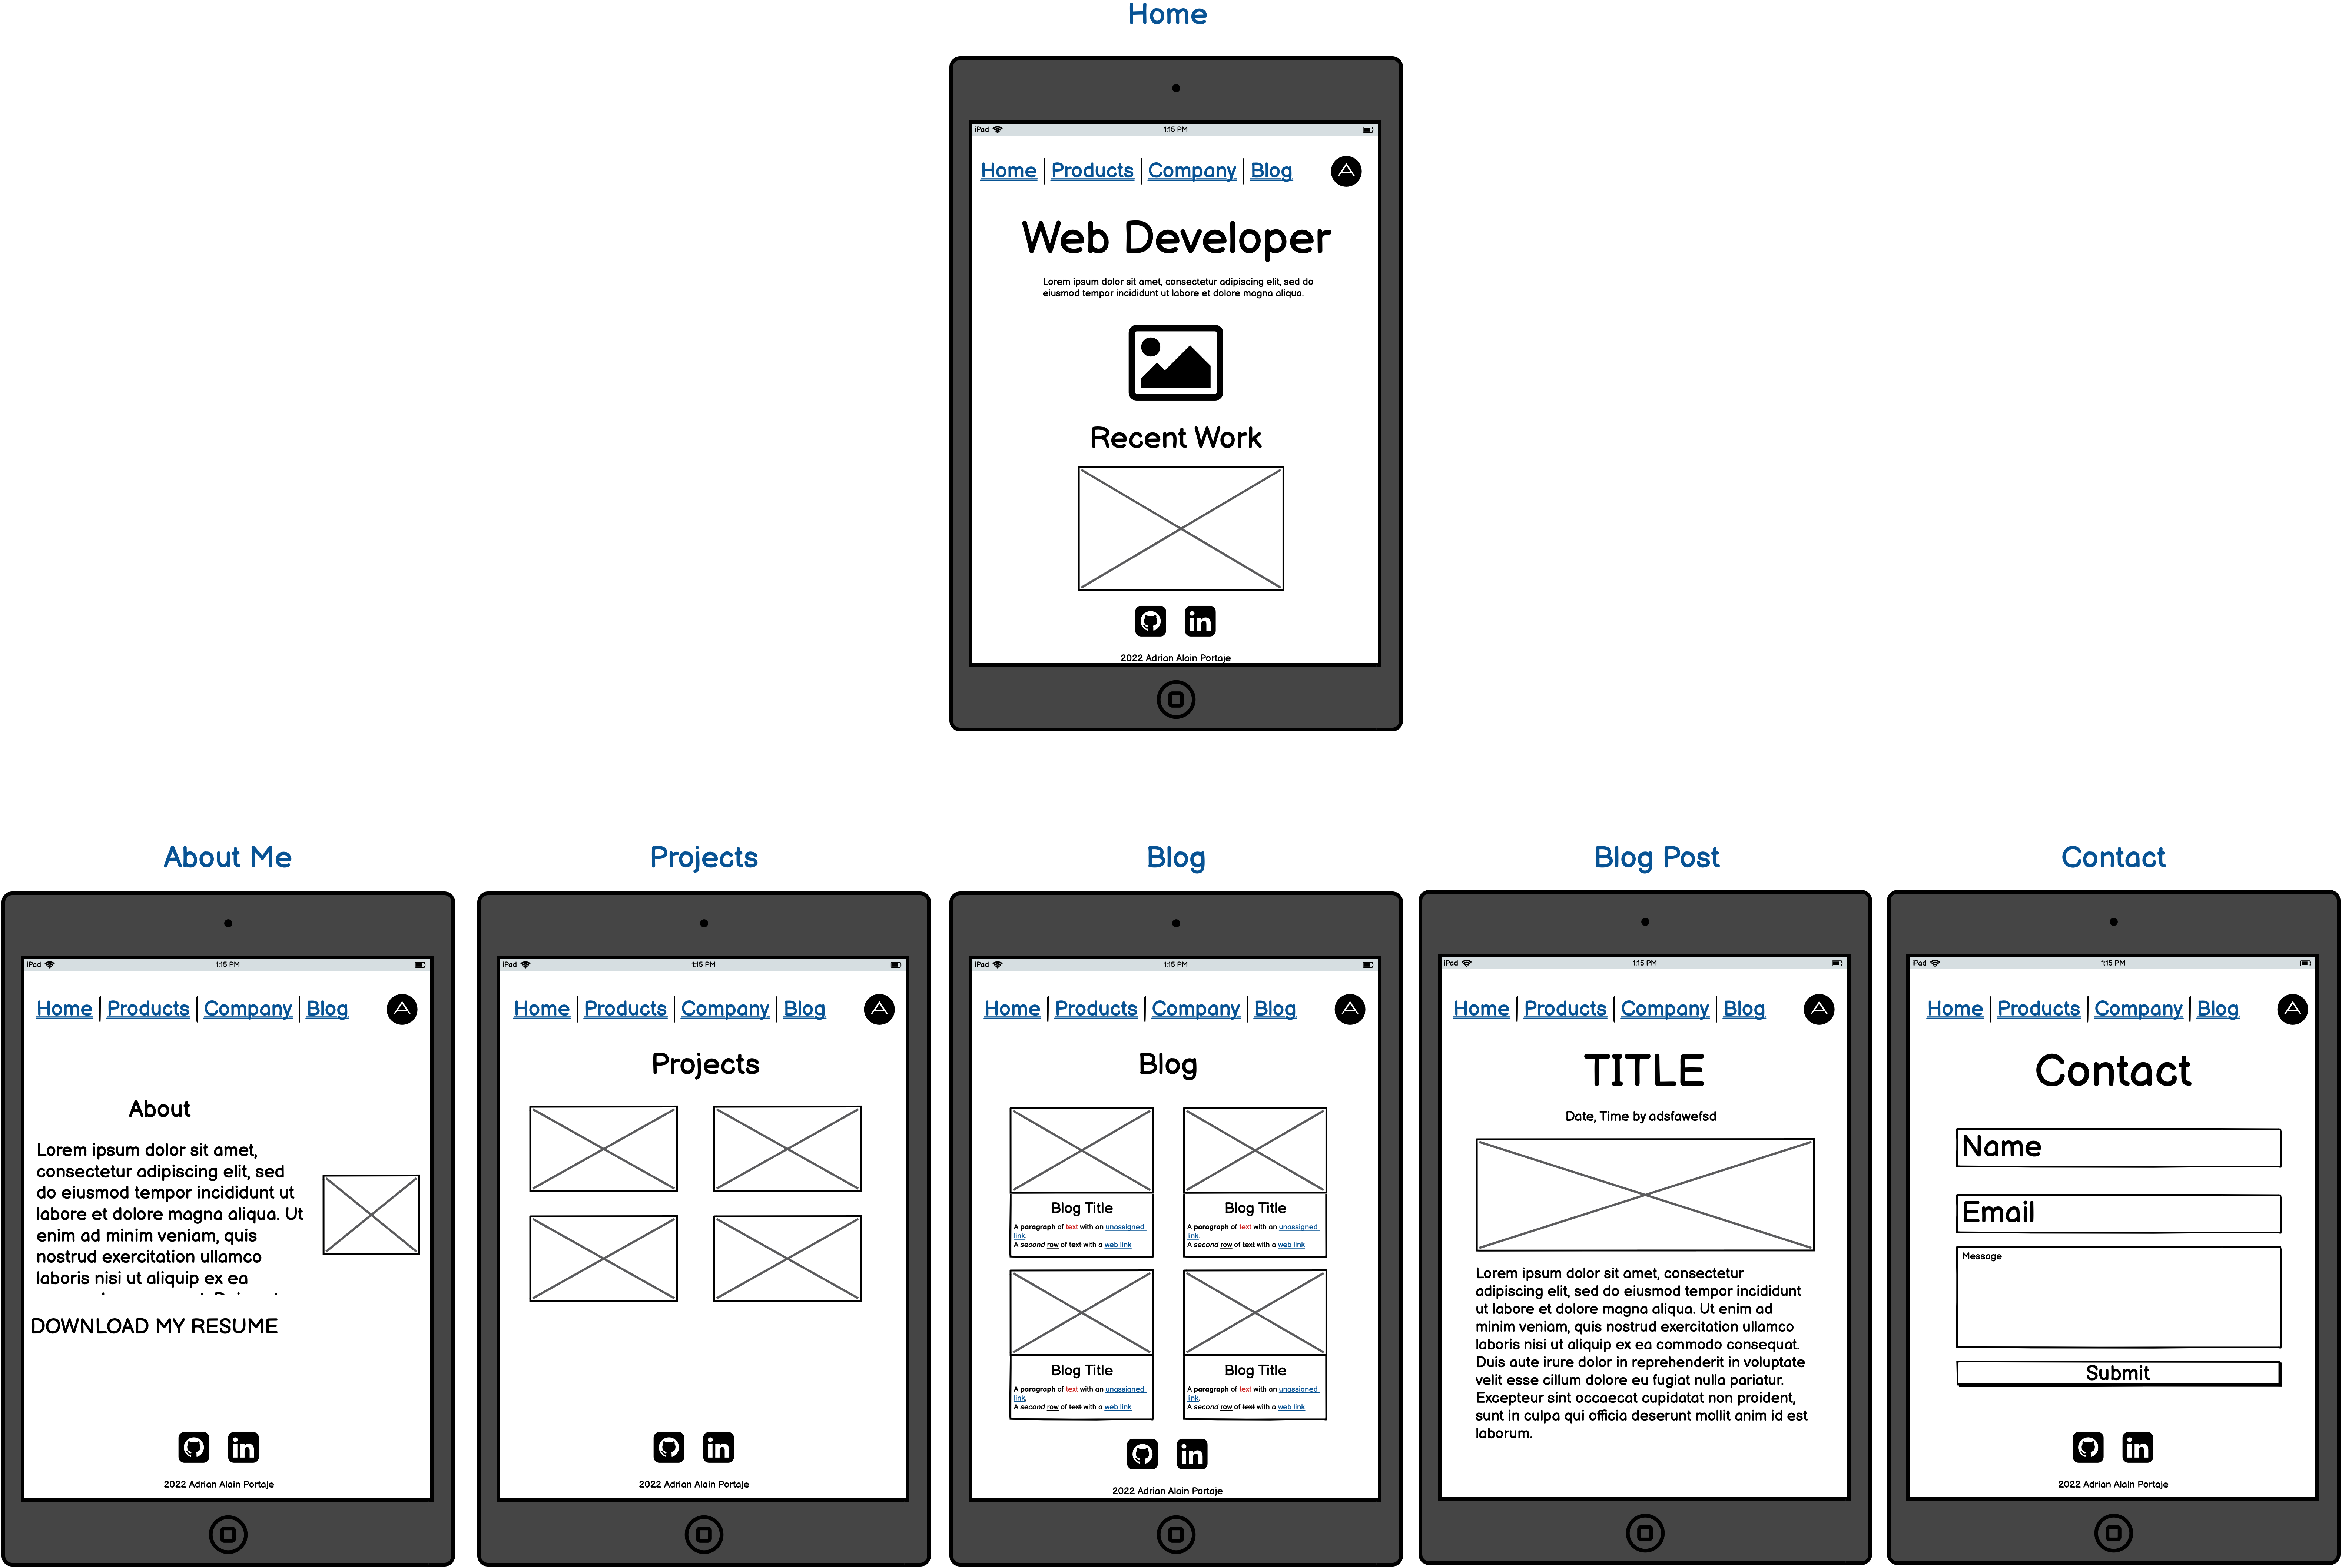 Home
iPad 1:15 PM
Home Products Company Blog A
Web Developer
Lorem ipsum dolor sit amet, consectetur adipiscing elit, sed do
eiusmod tempor incididunt ut labore et dolore magna aliqua.
Recent Work
in
2022 Adrian Alain Portaje
About Me
iPad 1:15 PM
Home Products Company Blog A
About
Lorem ipsum dolor sit amet,
consectetur adipiscing elit, sed
do eiusmod tempor incididunt ut
labore et dolore magna aliqua. Ut
enim ad minim veniam, quis
nostrud exercitation ullamco
laboris nisi ut aliquip ex ea
DOWNLOAD MY RESUME
in
2022 Adrian Alain Portaje
Projects
iPad 1:15 PM
Home Products Company Blog A
Projects
in
2022 Adrian Alain Portaje
Blog
iPad 1:15 PM
Home Products Company Blog A
Blog
Blog Title
A paragraph of text with an unassigned
link.
A second row of text with a web link
Blog Title
A paragraph of text with an unassigned
link.
A second row of text with a web link
Blog Title
A paragraph of text with an unassigned
link.
A second row of text with a web link
Blog Title
A paragraph of text with an unassigned
link.
A second row of text with a web link
in
2022 Adrian Alain Portaje
Blog Post
iPad 1:15 PM
Home Products Company Blog A
TITLE
Date, Time by adsfawefsd
Lorem ipsum dolor sit amet, consectetur
adipiscing elit, sed do eiusmod tempor incididunt
ut labore et dolore magna aliqua. Ut enim ad
minim veniam, quis nostrud exercitation ullamco
laboris nisi ut aliquip ex ea commodo consequat.
Duis aute irure dolor in reprehenderit in voluptate
velit esse cillum dolore eu fugiat nulla pariatur.
Excepteur sint occaecat cupidatat non proident,
sunt in culpa qui officia deserunt mollit anim id est
laborum.
Contact
iPad 1:15 PM
Home Products Company Blog A
Contact
Name
Email
Message
Submit
in
2022 Adrian Alain Portaje